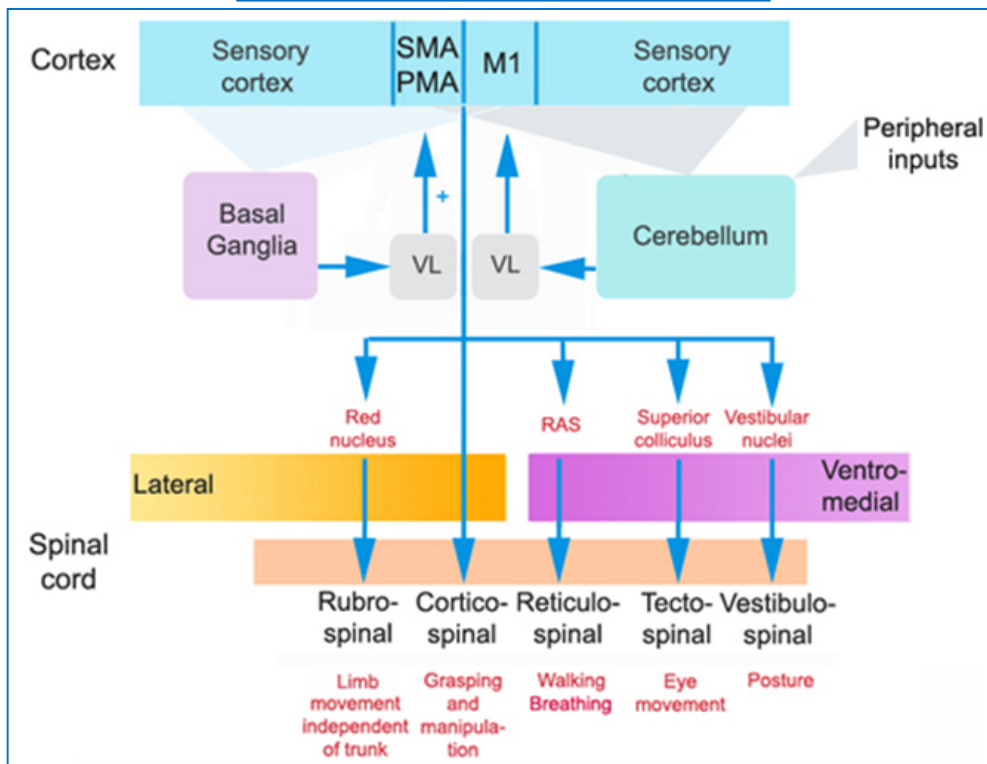 Cortex
Sensory
cortex
SMA
PMA
M1
Sensory
cortex
Peripheral
inputs
Basal
Ganglia
+
VL
VL
Cerebellum
Red
nucleus
RAS
Superior
colliculus
Vestibular
nuclei
Lateral
Ventro-
medial
Spinal
cord
Rubro-
spinal
Cortico-
spinal
Reticulo-
spinal
Tecto-
spinal
Vestibulo-
spinal
Limb
movement
independent
of trunk
Grasping
and
manipula-
tion
Walking
Breathing
Eye
movement
Posture